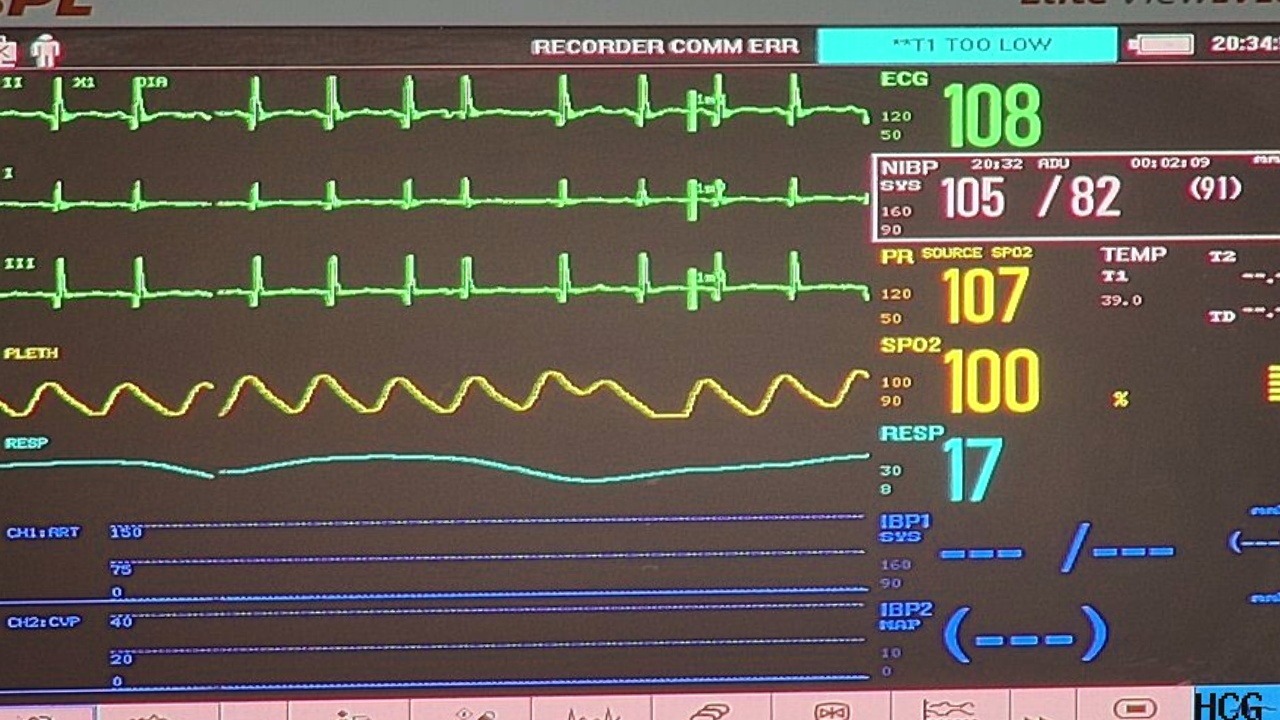 RECORDER COMM ERR **T1 TOO LOW 20:34
II X1 DIA ECG
120 108
50
I NIBP 20:32 ADU 00:02:09
SYS 105 / 82 (91)
160
90
III PR SOURCE SPO2 TEMP T2
107 T1 --.
120 39.0
50 TD --.
PLETH SPO2
100 100 %
90
RESP RESP
30 17
8
CH1:ART 150 IBP1
SYS --- / --- (--
75 160
0 90
CH2:CVP 40 IBP2
MAP (---)
20 10
0 0
HCG